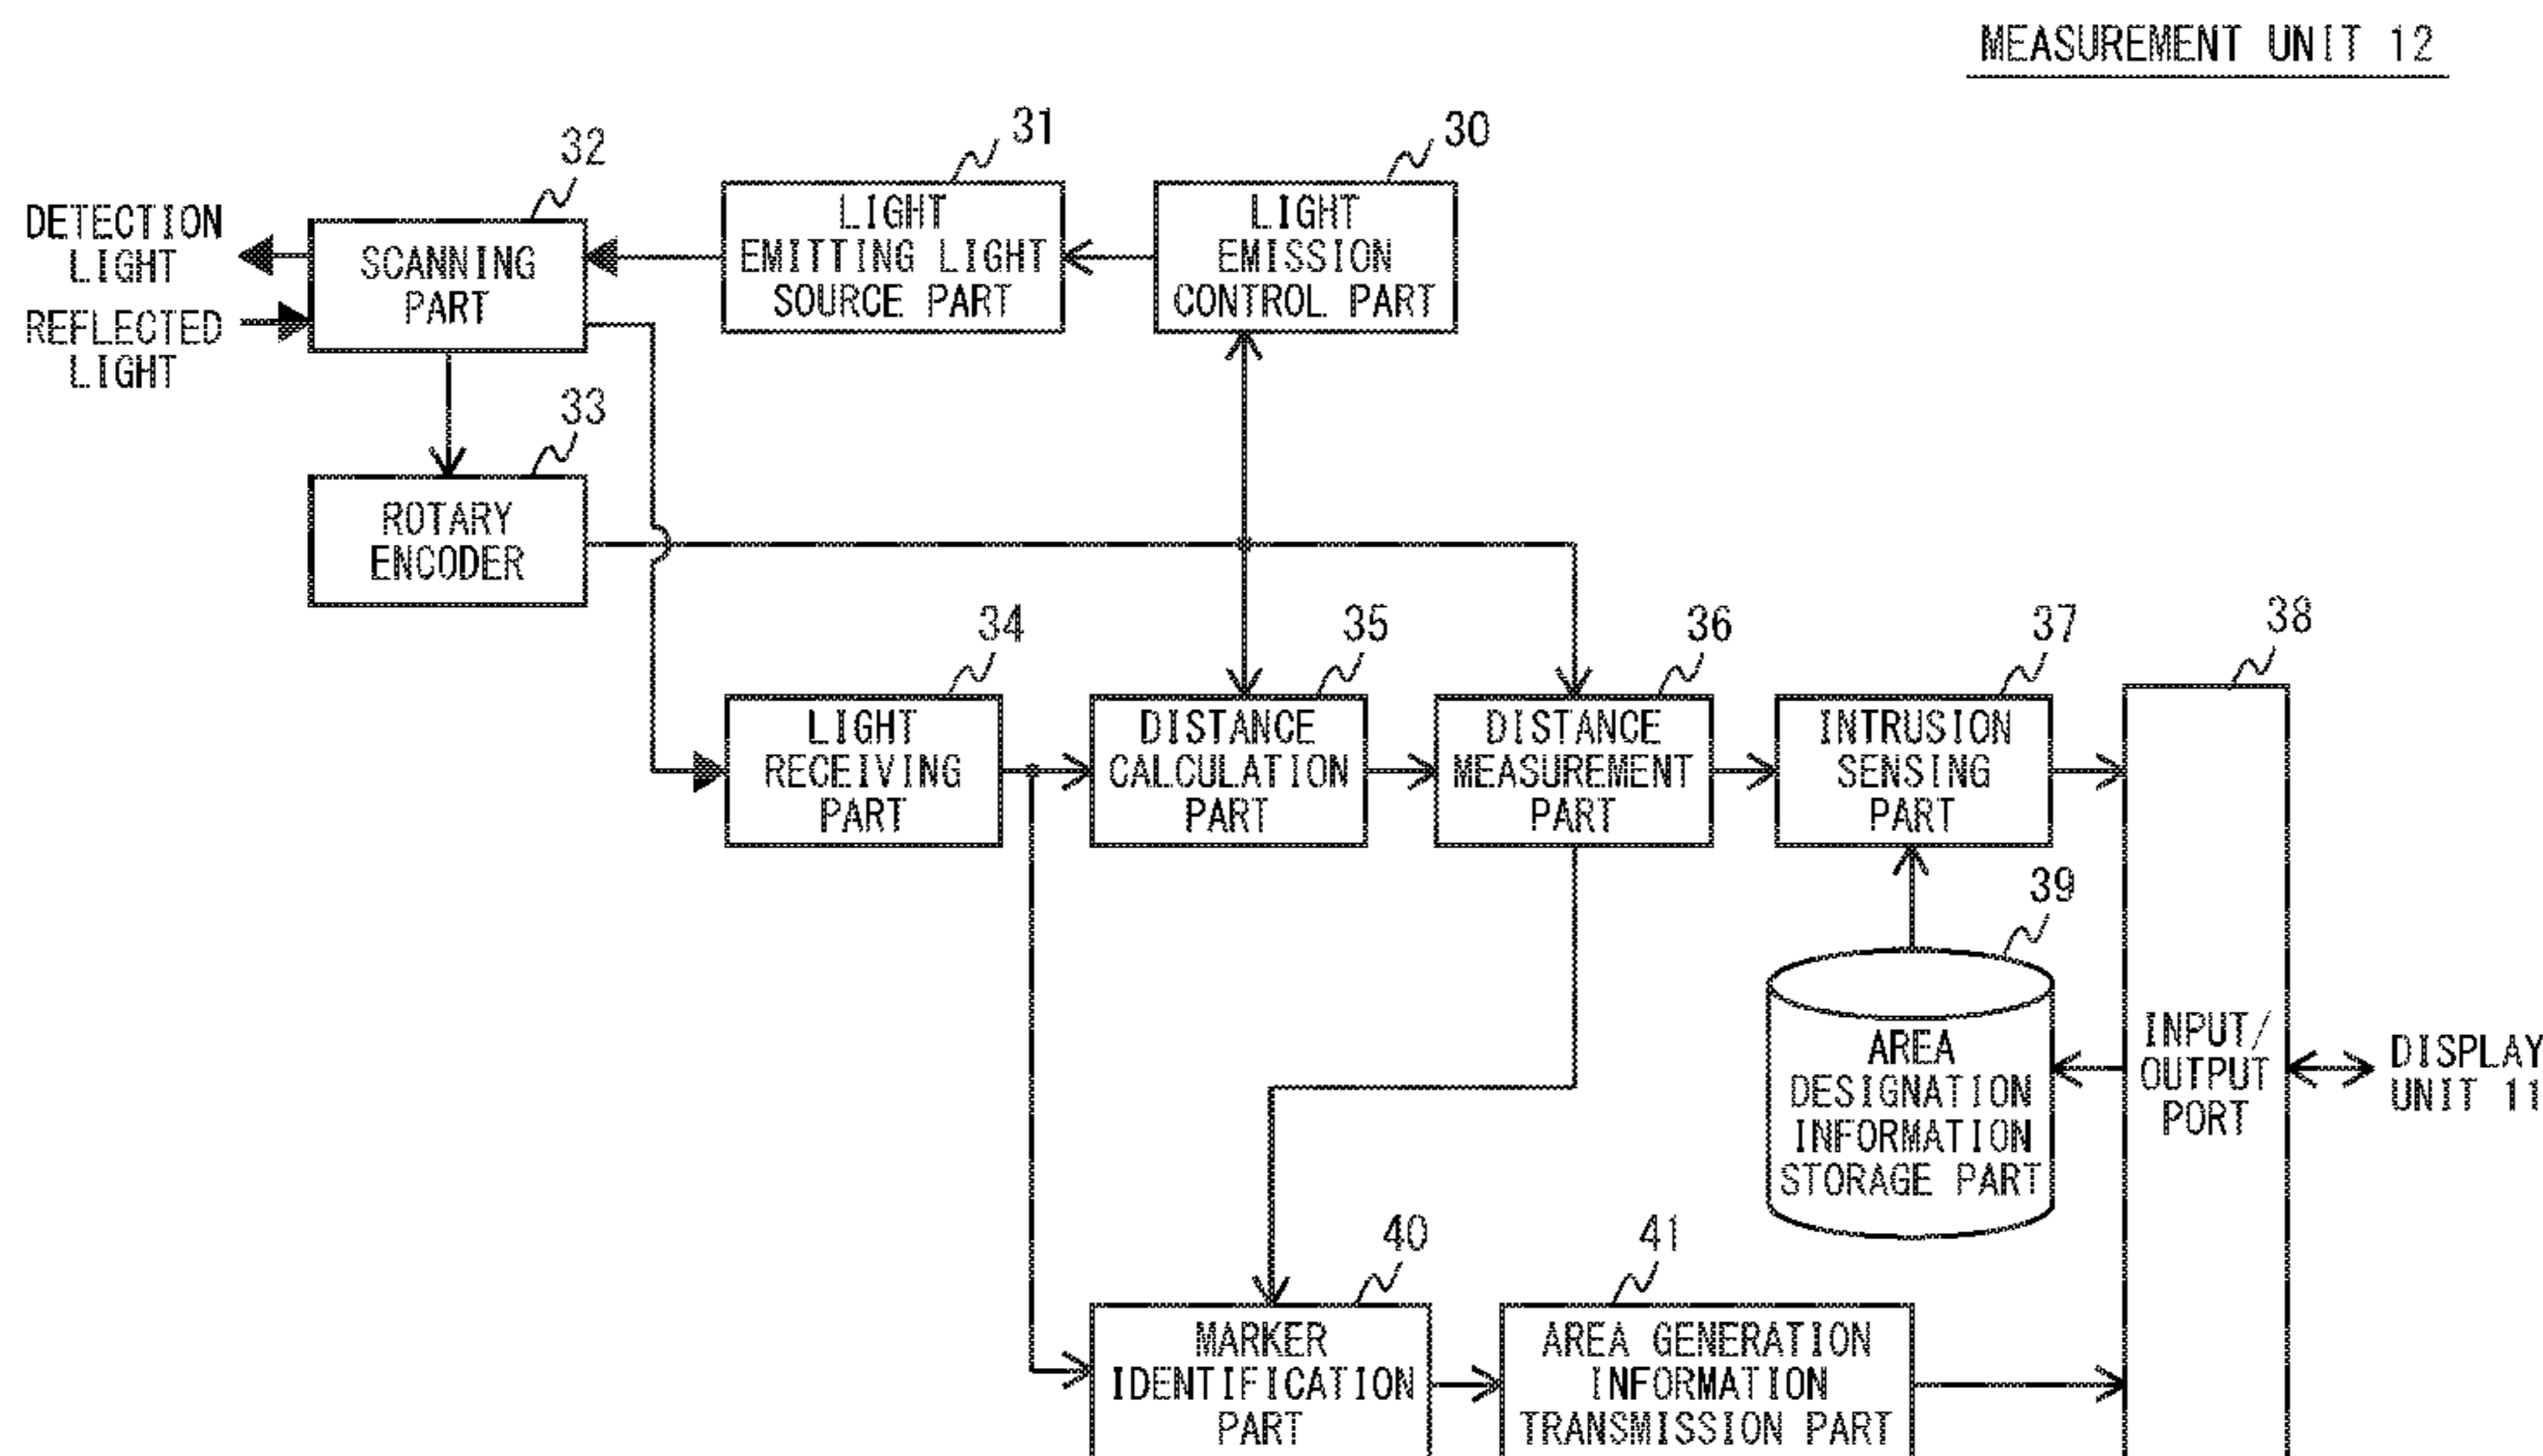 MEASUREMENT UNIT 12
32
31
30
DETECTION
LIGHT
REFLECTED
LIGHT
SCANNING
PART
LIGHT
EMITTING LIGHT
SOURCE PART
LIGHT
EMISSION
CONTROL PART
33
ROTARY
ENCODER
34
35
36
37
38
LIGHT
RECEIVING
PART
DISTANCE
CALCULATION
PART
DISTANCE
MEASUREMENT
PART
INTRUSION
SENSING
PART
39
AREA
DESIGNATION
INFORMATION
STORAGE PART
INPUT/
OUTPUT
PORT
DISPLAY
UNIT 11
40
41
MARKER
IDENTIFICATION
PART
AREA GENERATION
INFORMATION
TRANSMISSION PART